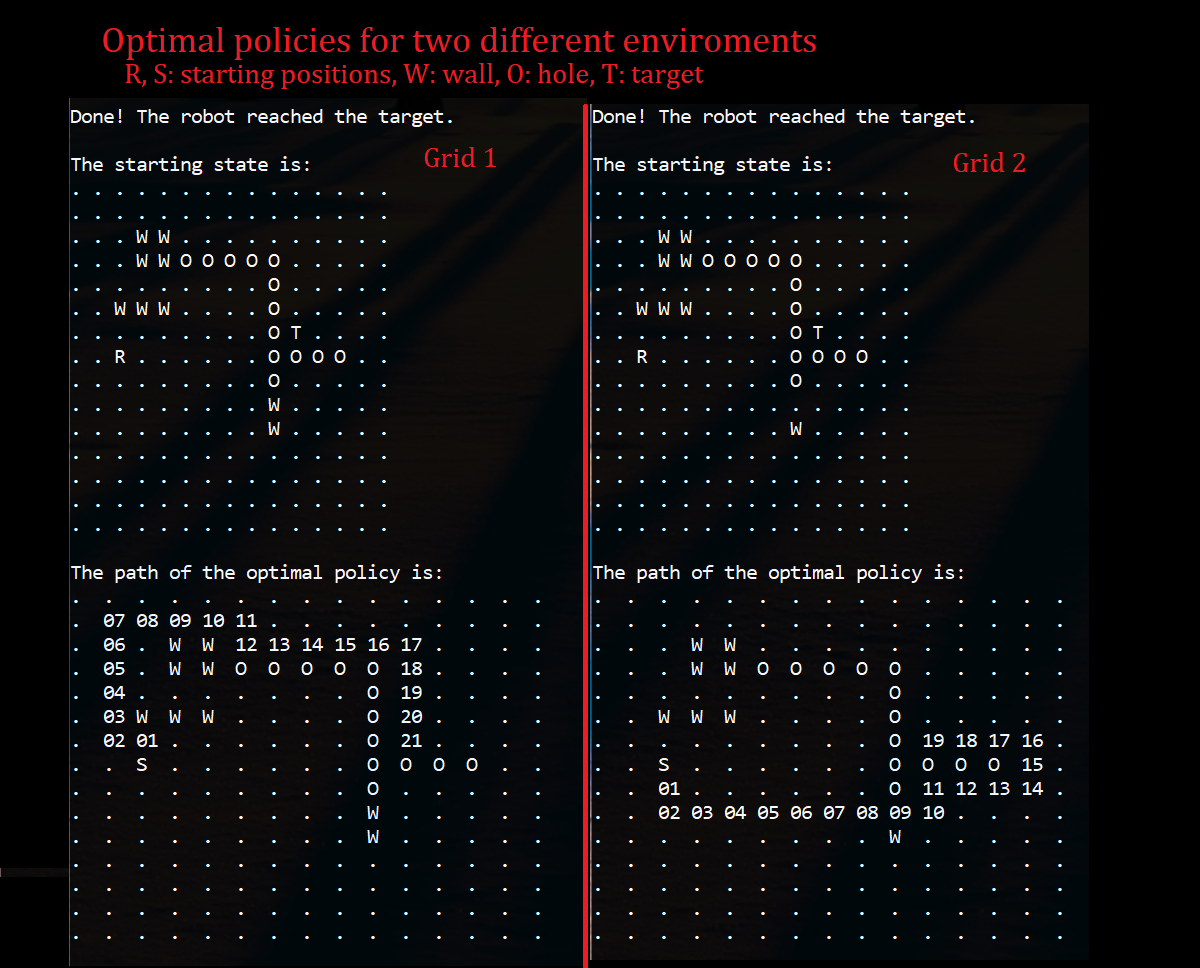 Optimal policies for two different enviroments
R, S: starting positions, W: wall, O: hole, T: target
Done! The robot reached the target.
Grid 1
The starting state is:
. . . . . . . . . . . . . . .
. . . . . . . . . . . . . . .
. . . W W . . . . . . . . . .
. . . W W O O O O O . . . . .
. . . . . . . . . O . . . . .
. . W W W . . . . O . . . . .
. . . . . . . . . O T . . . .
. . R . . . . . . O O O O . .
. . . . . . . . . O . . . . .
. . . . . . . . . W . . . . .
. . . . . . . . . W . . . . .
. . . . . . . . . . . . . . .
. . . . . . . . . . . . . . .
. . . . . . . . . . . . . . .
. . . . . . . . . . . . . . .
The path of the optimal policy is:
. . . . . . . . . . . . . . .
. 07 08 09 10 11 . . . . . . . . .
. 06 . W W 12 13 14 15 16 17 . . . .
. 05 . W W O O O O O 18 . . . .
. 04 . . . . . . . O 19 . . . .
. 03 W W W . . . . O 20 . . . .
. 02 01 . . . . . . O 21 . . . .
. . S . . . . . . O O O O . .
. . . . . . . . . O . . . . .
. . . . . . . . . W . . . . .
. . . . . . . . . W . . . . .
. . . . . . . . . . . . . . .
. . . . . . . . . . . . . . .
. . . . . . . . . . . . . . .
. . . . . . . . . . . . . . .
Done! The robot reached the target.
Grid 2
The starting state is:
. . . . . . . . . . . . . . .
. . . . . . . . . . . . . . .
. . . W W . . . . . . . . . .
. . . W W O O O O O . . . . .
. . . . . . . . . O . . . . .
. . W W W . . . . O . . . . .
. . . . . . . . . O T . . . .
. . R . . . . . . O O O O . .
. . . . . . . . . O . . . . .
. . . . . . . . . . . . . . .
. . . . . . . . . W . . . . .
. . . . . . . . . . . . . . .
. . . . . . . . . . . . . . .
. . . . . . . . . . . . . . .
. . . . . . . . . . . . . . .
The path of the optimal policy is:
. . . . . . . . . . . . . . .
. . . . . . . . . . . . . . .
. . . W W . . . . . . . . . .
. . . W W O O O O O . . . . .
. . . . . . . . . O . . . . .
. . W W W . . . . O . . . . .
. . . . . . . . . O 19 18 17 16 .
. . S . . . . . . O O O O 15 .
. . 01 . . . . . . O 11 12 13 14 .
. . 02 03 04 05 06 07 08 09 10 . . . .
. . . . . . . . . W . . . . .
. . . . . . . . . . . . . . .
. . . . . . . . . . . . . . .
. . . . . . . . . . . . . . .
. . . . . . . . . . . . . . .